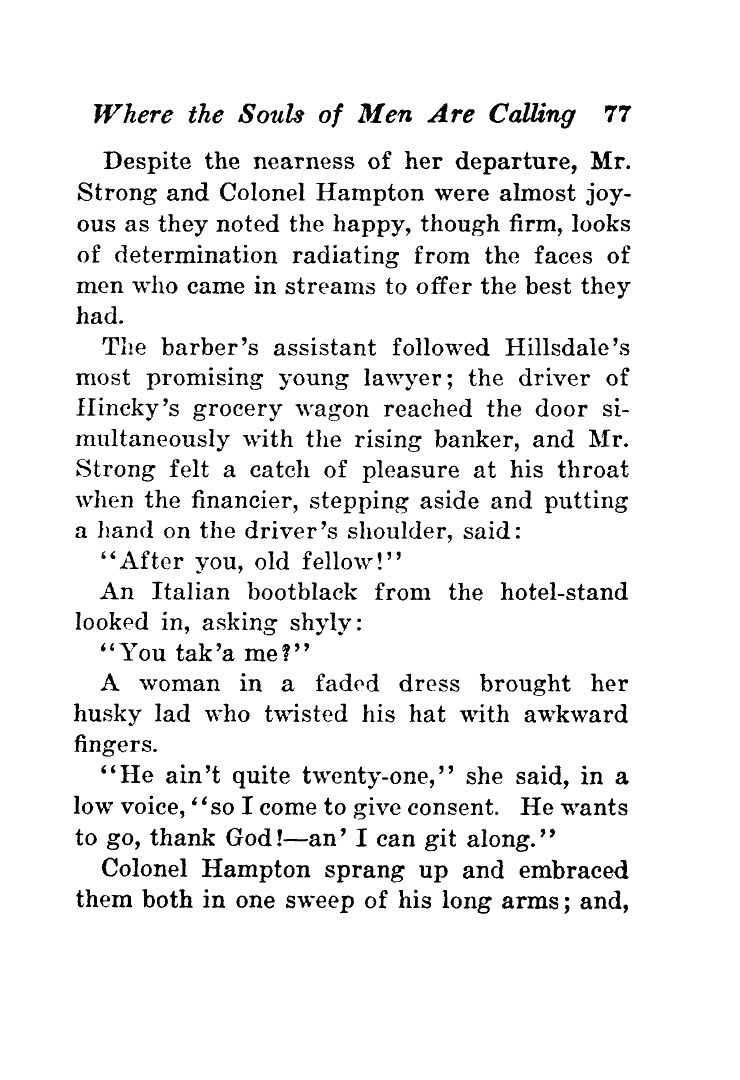 Where the Souls of Men Are Calling 77
Despite the nearness of her departure, Mr.
Strong and Colonel Hampton were almost joy-
ous as they noted the happy, though firm, looks
of determination radiating from the faces of
men who came in streams to offer the best they
had.
The barber's assistant followed Hillsdale's
most promising young lawyer; the driver of
Hincky's grocery wagon reached the door si-
multaneously with the rising banker, and Mr.
Strong felt a catch of pleasure at his throat
when the financier, stepping aside and putting
a hand on the driver's shoulder, said:
"After you, old fellow!"
An Italian bootblack from the hotel-stand
looked in, asking shyly:
"You tak'a me?"
A woman in a faded dress brought her
husky lad who twisted his hat with awkward
fingers.
"He ain't quite twenty-one," she said, in a
low voice, "so I come to give consent. He wants
to go, thank God!—an' I can git along."
Colonel Hampton sprang up and embraced
them both in one sweep of his long arms; and,